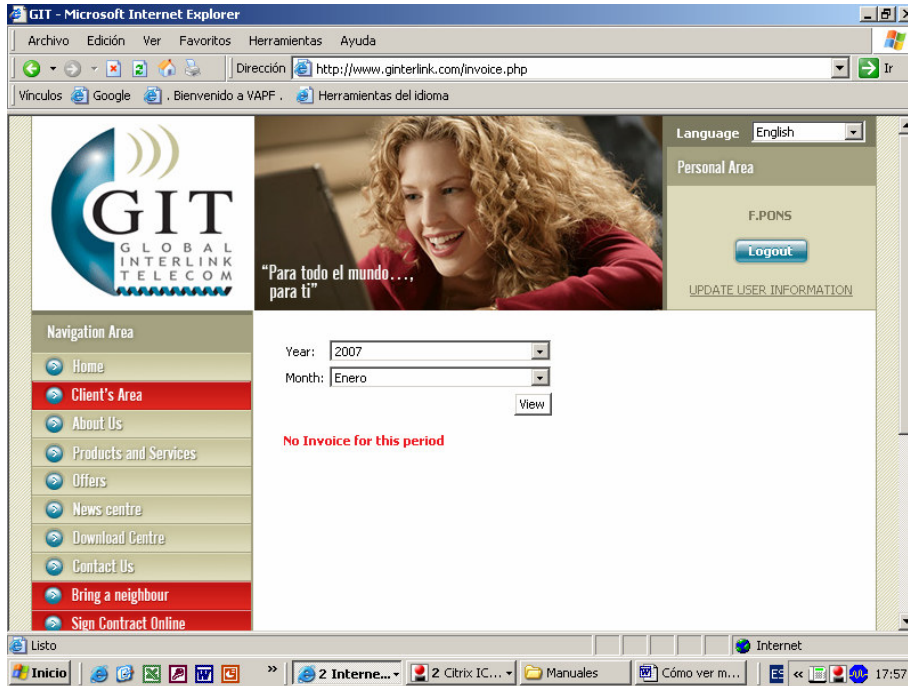 GIT - Microsoft Internet Explorer
Archivo Edición Ver Favoritos Herramientas Ayuda
Dirección http://www.ginterlink.com/invoice.php Ir
Vínculos Google . Bienvenido a VAPF . Herramientas del idioma
GIT
GLOBAL
INTERLINK
TELECOM
“Para todo el mundo...,
para ti”
Language English
Personal Area
F.PONS
Logout
UPDATE USER INFORMATION
Navigation Area
Home
Client's Area
About Us
Products and Services
Offers
News centre
Download Centre
Contact Us
Bring a neighbour
Sign Contract Online
Year: 2007
Month: Enero
View
No Invoice for this period
Listo Internet
Inicio » 2 Interne... 2 Citrix IC... Manuales Cómo ver m... ES « 17:57